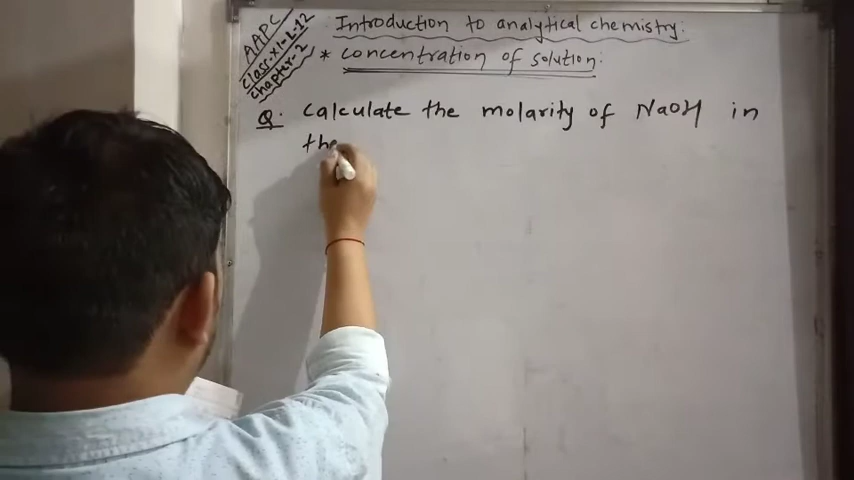 AAPC
Class-XI-L-12
Chapter-2
Introduction to analytical chemistry:
* Concentration of solution:
Q. Calculate the molarity of NaOH in
the